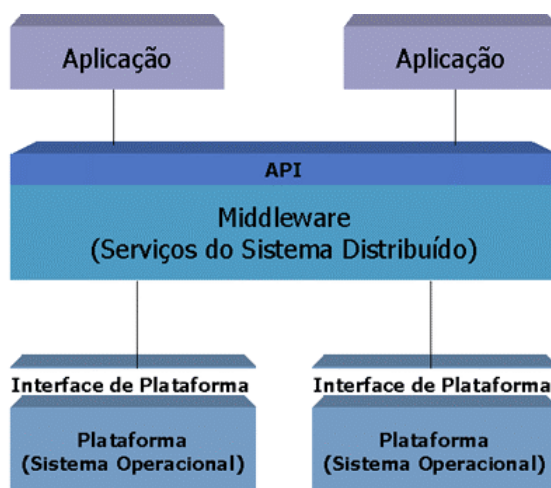 Aplicação
Aplicação
API
Middleware
(Serviços do Sistema Distribuído)
Interface de Plataforma
Interface de Plataforma
Plataforma
(Sistema Operacional)
Plataforma
(Sistema Operacional)